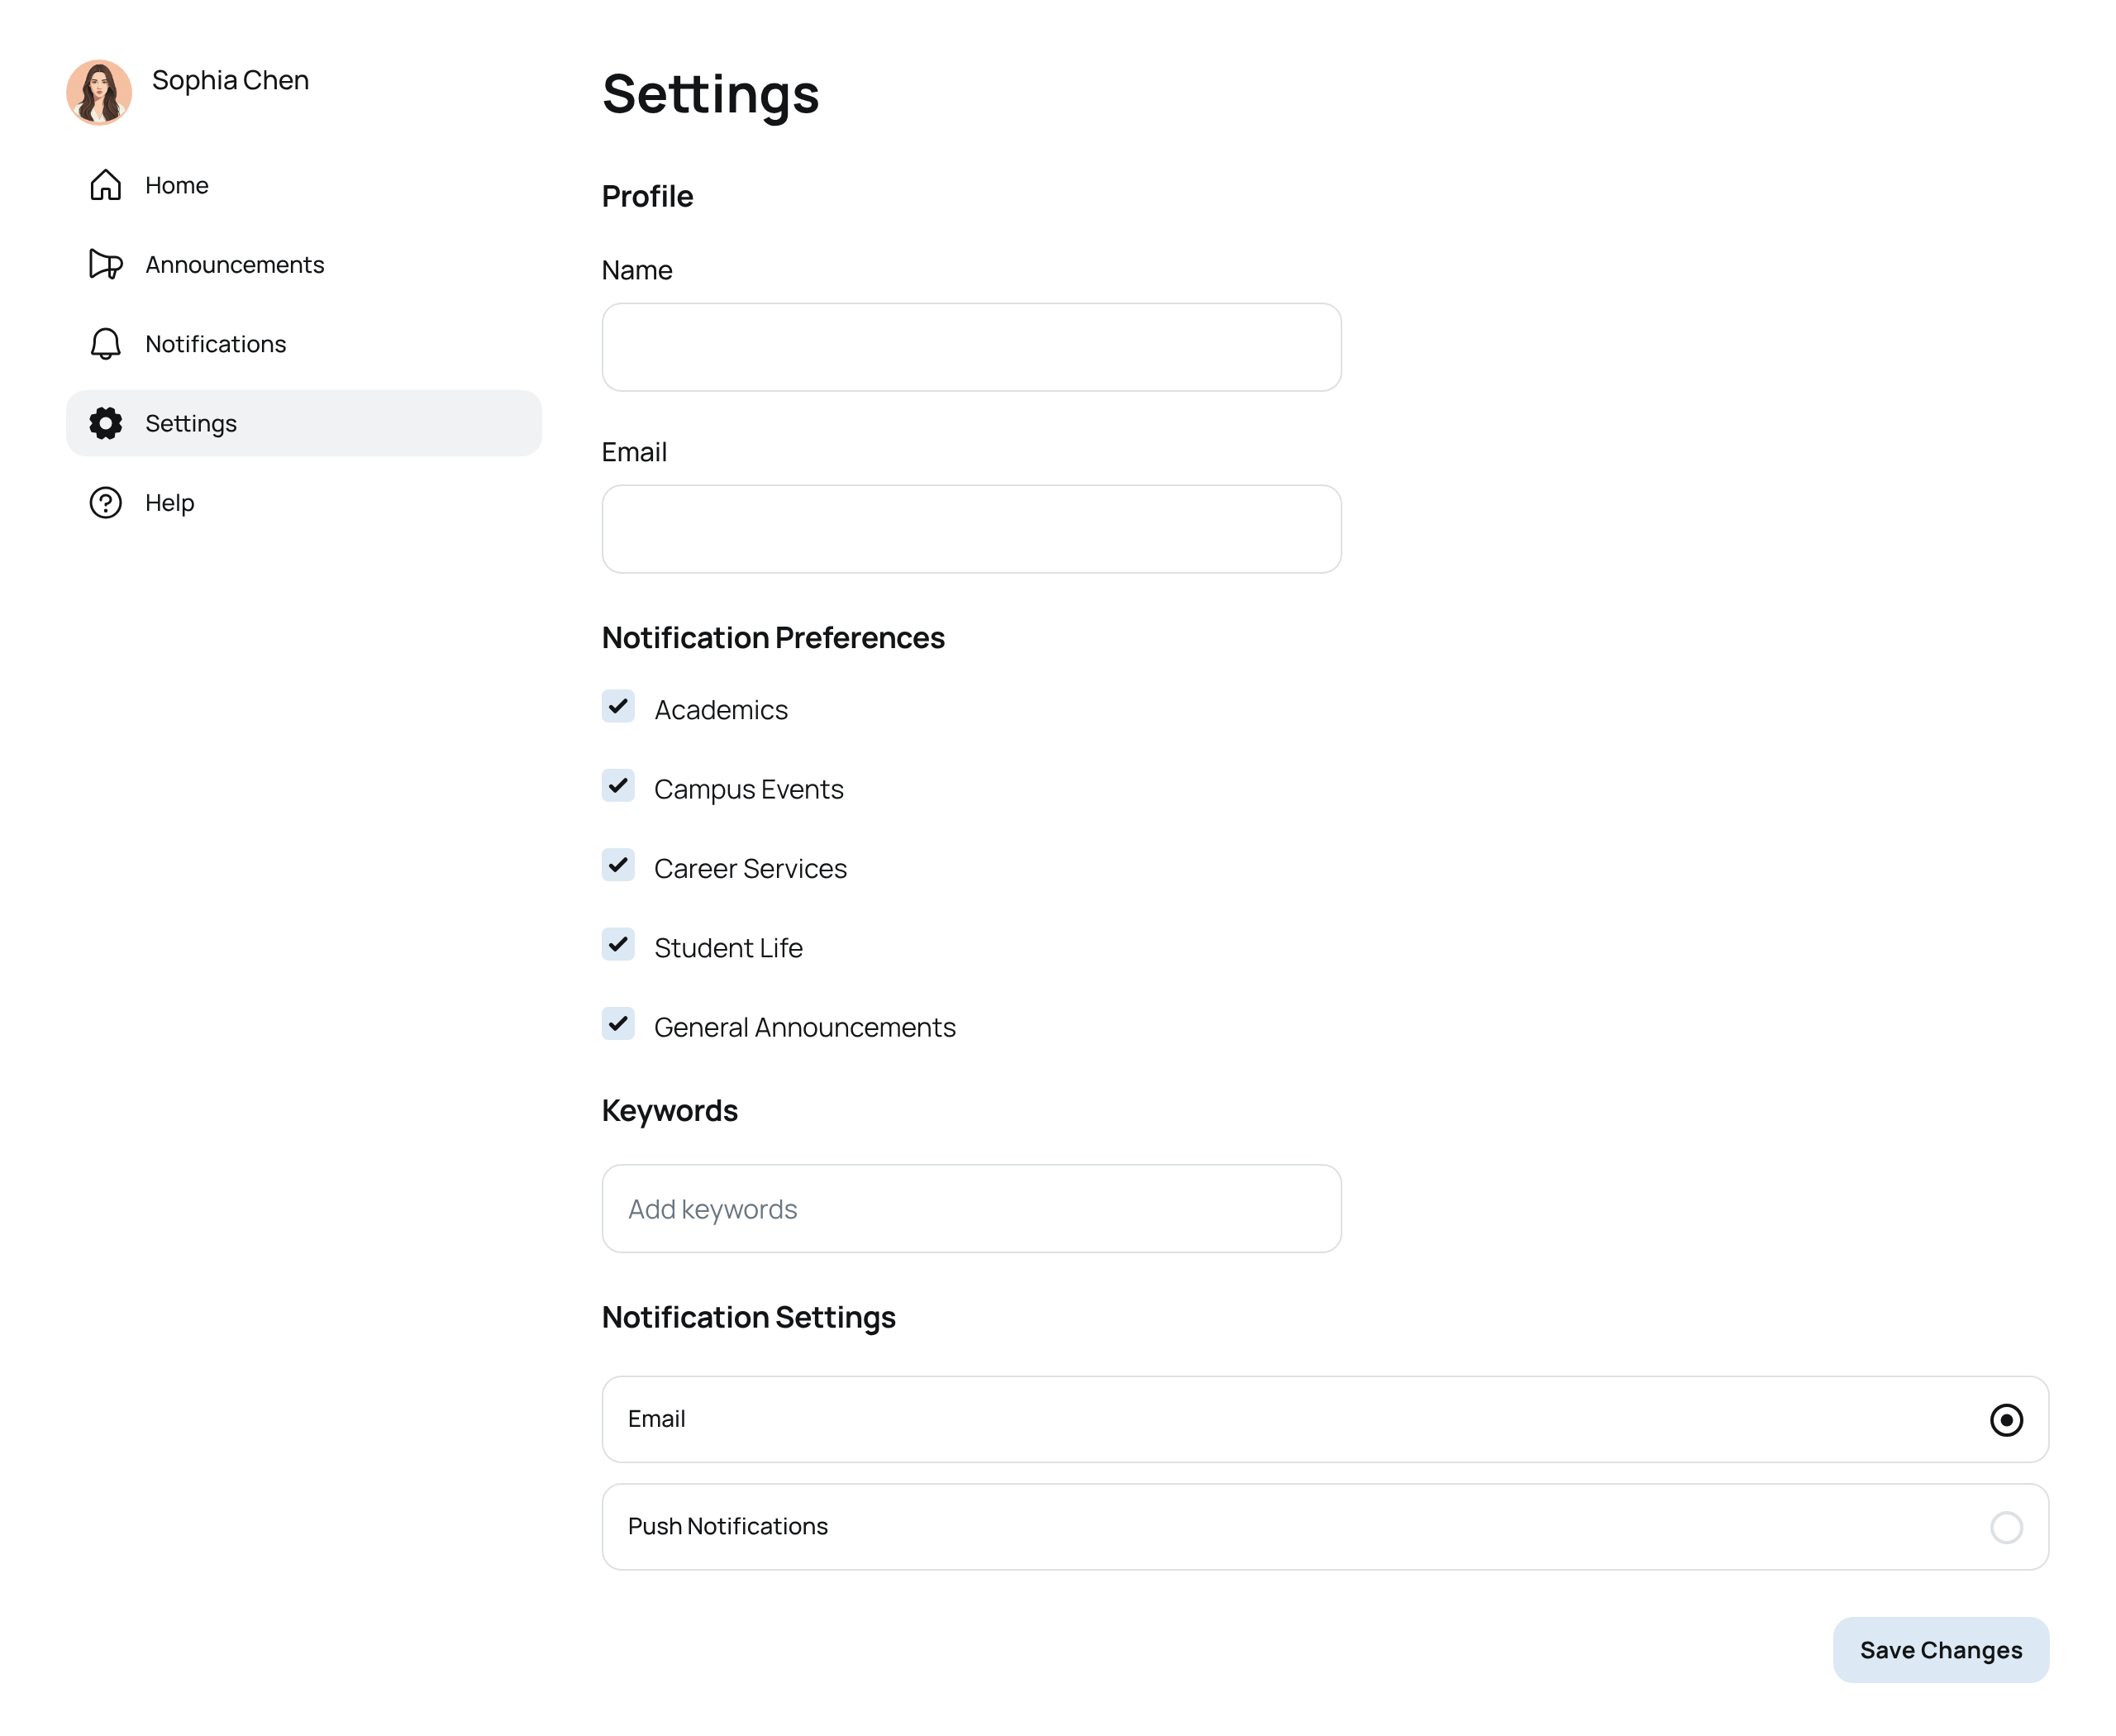 Sophia Chen
Home
Announcements
Notifications
Settings
Help
Settings
Profile
Name
Email
Notification Preferences
Academics
Campus Events
Career Services
Student Life
General Announcements
Keywords
Add keywords
Notification Settings
Email
Push Notifications
Save Changes